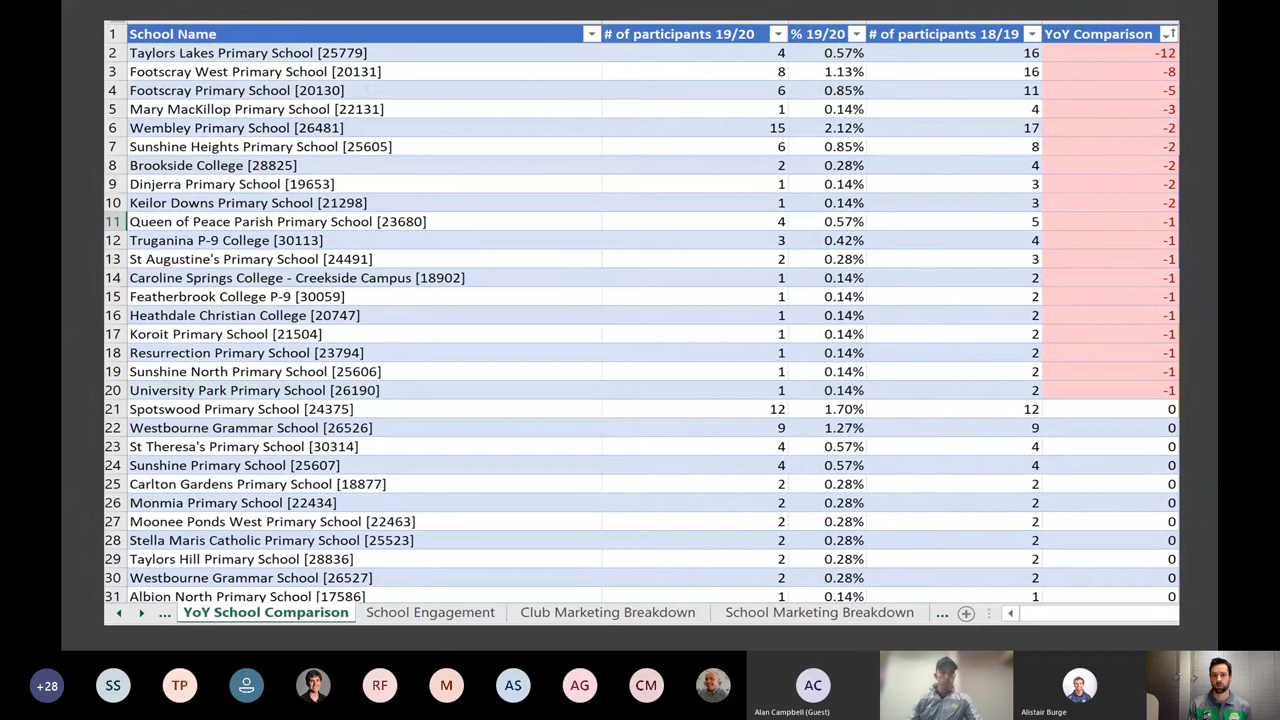 1 School Name # of participants 19/20 % 19/20 # of participants 18/19 YoY Comparison
2 Taylors Lakes Primary School [25779] 4 0.57% 16 -12
3 Footscray West Primary School [20131] 8 1.13% 16 -8
4 Footscray Primary School [20130] 6 0.85% 11 -5
5 Mary MacKillop Primary School [22131] 1 0.14% 4 -3
6 Wembley Primary School [26481] 15 2.12% 17 -2
7 Sunshine Heights Primary School [25605] 6 0.85% 8 -2
8 Brookside College [28825] 2 0.28% 4 -2
9 Dinjerra Primary School [19653] 1 0.14% 3 -2
10 Keilor Downs Primary School [21298] 1 0.14% 3 -2
11 Queen of Peace Parish Primary School [23680] 4 0.57% 5 -1
12 Truganina P-9 College [30113] 3 0.42% 4 -1
13 St Augustine's Primary School [24491] 2 0.28% 3 -1
14 Caroline Springs College - Creekside Campus [18902] 1 0.14% 2 -1
15 Featherbrook College P-9 [30059] 1 0.14% 2 -1
16 Heathdale Christian College [20747] 1 0.14% 2 -1
17 Koroit Primary School [21504] 1 0.14% 2 -1
18 Resurrection Primary School [23794] 1 0.14% 2 -1
19 Sunshine North Primary School [25606] 1 0.14% 2 -1
20 University Park Primary School [26190] 1 0.14% 2 -1
21 Spotswood Primary School [24375] 12 1.70% 12 0
22 Westbourne Grammar School [26526] 9 1.27% 9 0
23 St Theresa's Primary School [30314] 4 0.57% 4 0
24 Sunshine Primary School [25607] 4 0.57% 4 0
25 Carlton Gardens Primary School [18877] 2 0.28% 2 0
26 Monmia Primary School [22434] 2 0.28% 2 0
27 Moonee Ponds West Primary School [22463] 2 0.28% 2 0
28 Stella Maris Catholic Primary School [25523] 2 0.28% 2 0
29 Taylors Hill Primary School [28836] 2 0.28% 2 0
30 Westbourne Grammar School [26527] 2 0.28% 2 0
31 Albion North Primary School [17586] 1 0.14% 1 0
... YoY School Comparison School Engagement Club Marketing Breakdown School Marketing Breakdown ...
+28 SS TP RF M AS AG CM AC
Alan Campbell (Guest) Alistair Burge